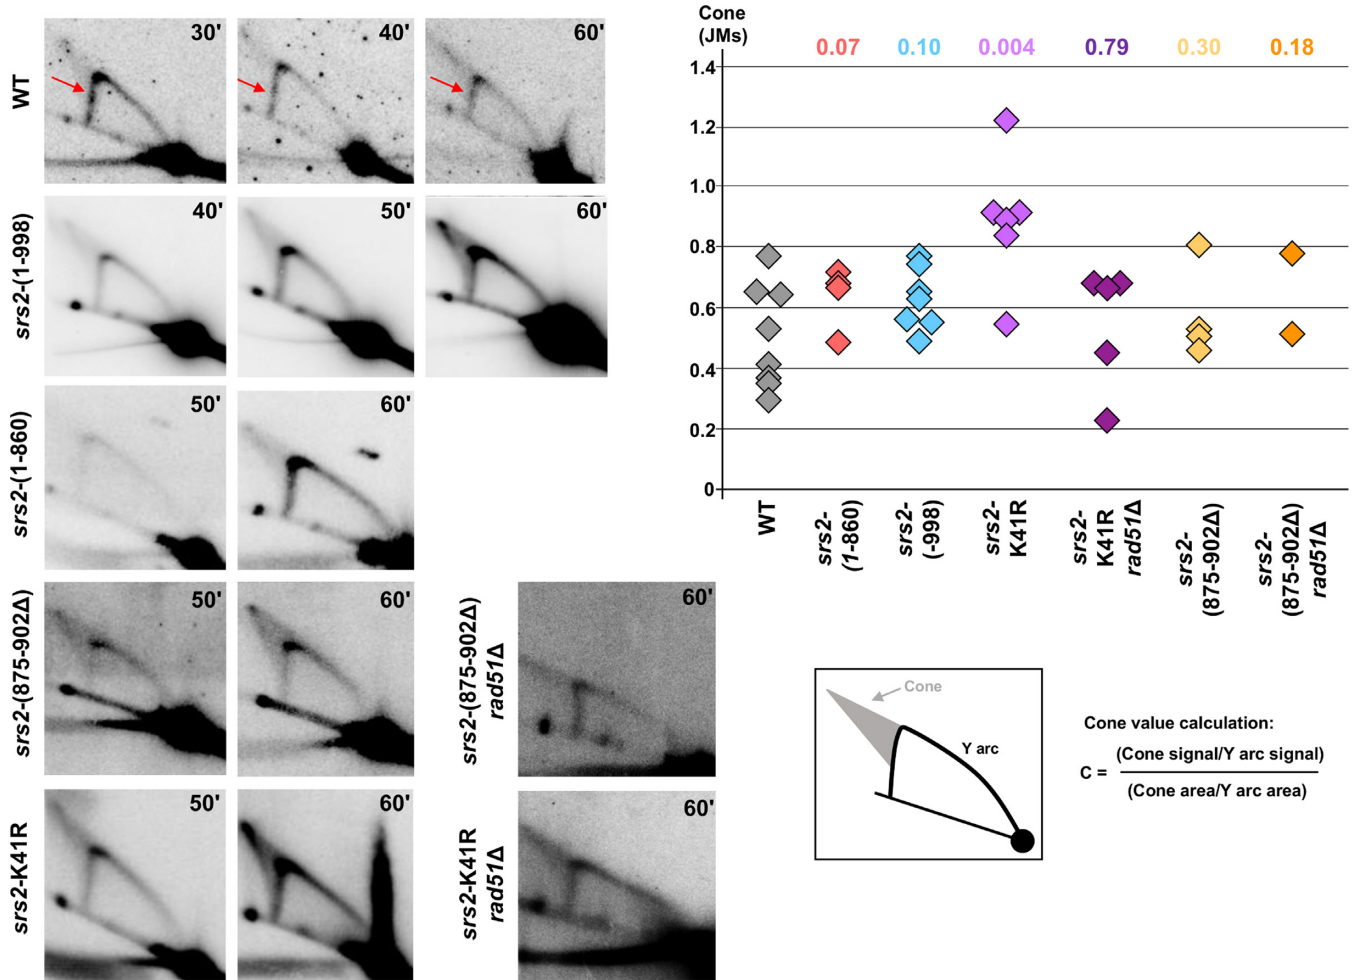 WT
30'
40'
60'
srs2-(1-998)
40'
50'
60'
srs2-(1-860)
50'
60'
srs2-(875-902Δ)
50'
60'
srs2-(875-902Δ)
rad51Δ
60'
srs2-K41R
50'
60'
srs2-K41R
rad51Δ
60'
Cone
(JMs)
0.07 0.10 0.004 0.79 0.30 0.18
1.4
1.2
1.0
0.8
0.6
0.4
0.2
0
WT
srs2-
(1-860)
srs2-
(-998)
srs2-
K41R
srs2-
K41R
rad51Δ
srs2-
(875-902Δ)
srs2-
(875-902Δ)
rad51Δ
Cone
Y arc
Cone value calculation:
C = (Cone signal/Y arc signal)
(Cone area/Y arc area)